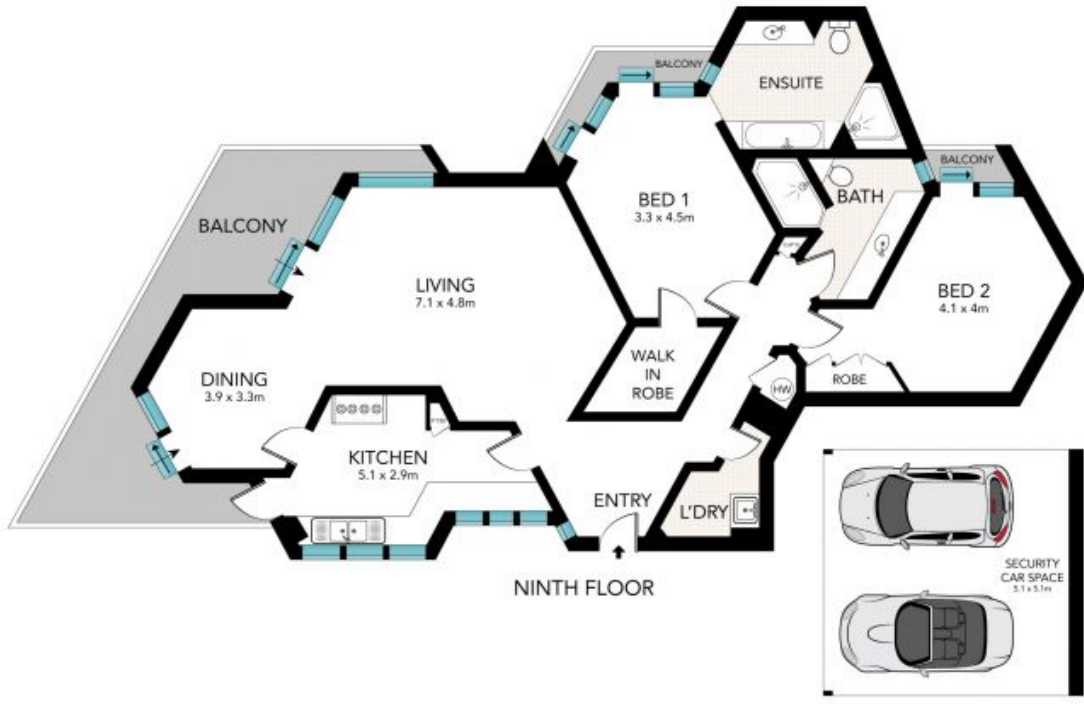 BALCONY
ENSUITE
BALCONY
BATH
BED 1
3.3 x 4.5m
BALCONY
LIVING
7.1 x 4.8m
BED 2
4.1 x 4m
DINING
3.9 x 3.3m
WALK
IN
ROBE
ROBE
HW
KITCHEN
5.1 x 2.9m
ENTRY
L'DRY
NINTH FLOOR
SECURITY
CAR SPACE
5.1 x 5.1m